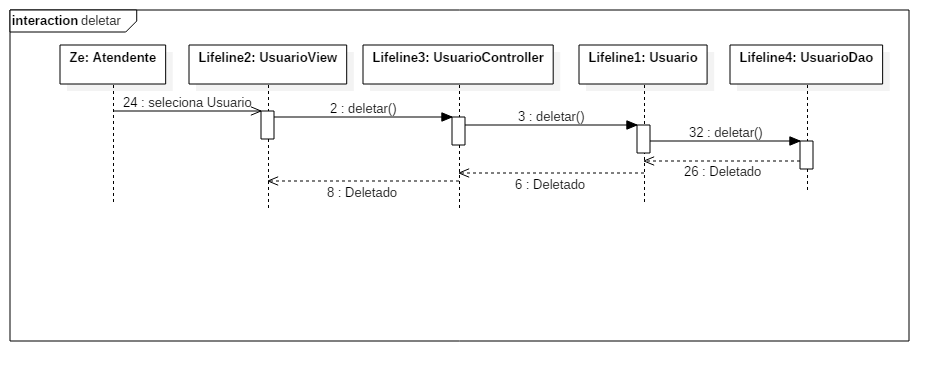 interaction deletar
Ze: Atendente
Lifeline2: UsuarioView
Lifeline3: UsuarioController
Lifeline1: Usuario
Lifeline4: UsuarioDao
24 : seleciona Usuario
2 : deletar()
3 : deletar()
32 : deletar()
26 : Deletado
6 : Deletado
8 : Deletado